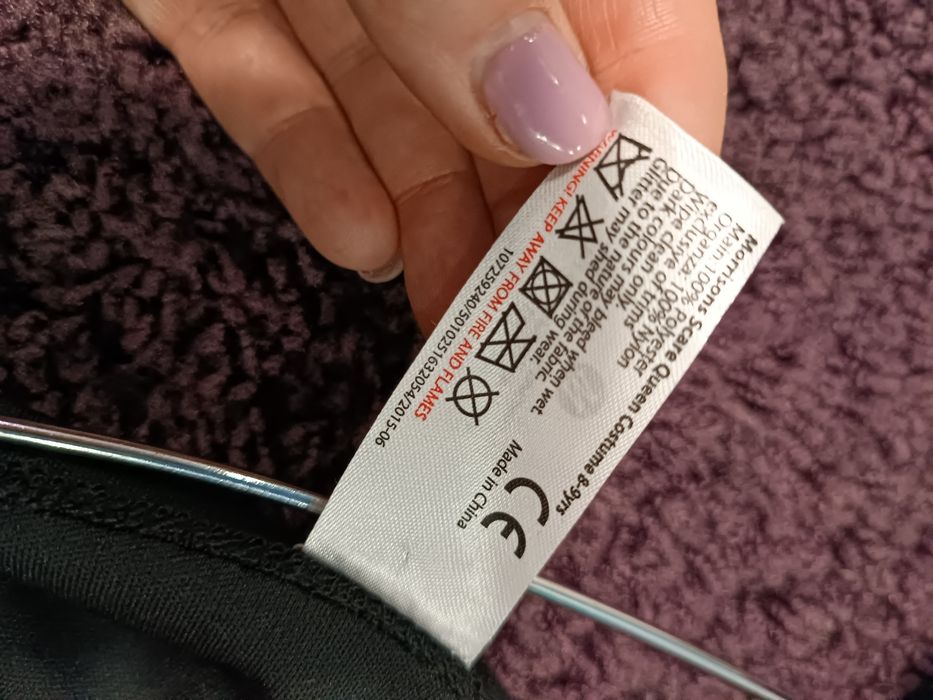 Morrisons Scare Queen Costume 8-9yrs
Main 100% Polyester
Organza 100% Nylon
Exclusive of trims
Do Wipe clean only.
Dark colours may bleed when wet.
Due to the nature of the fabric
Glitter may shed during wear.
WARNING! KEEP AWAY FROM FIRE AND FLAMES
107259240/5010251632054/2015-06
CE
Made in China